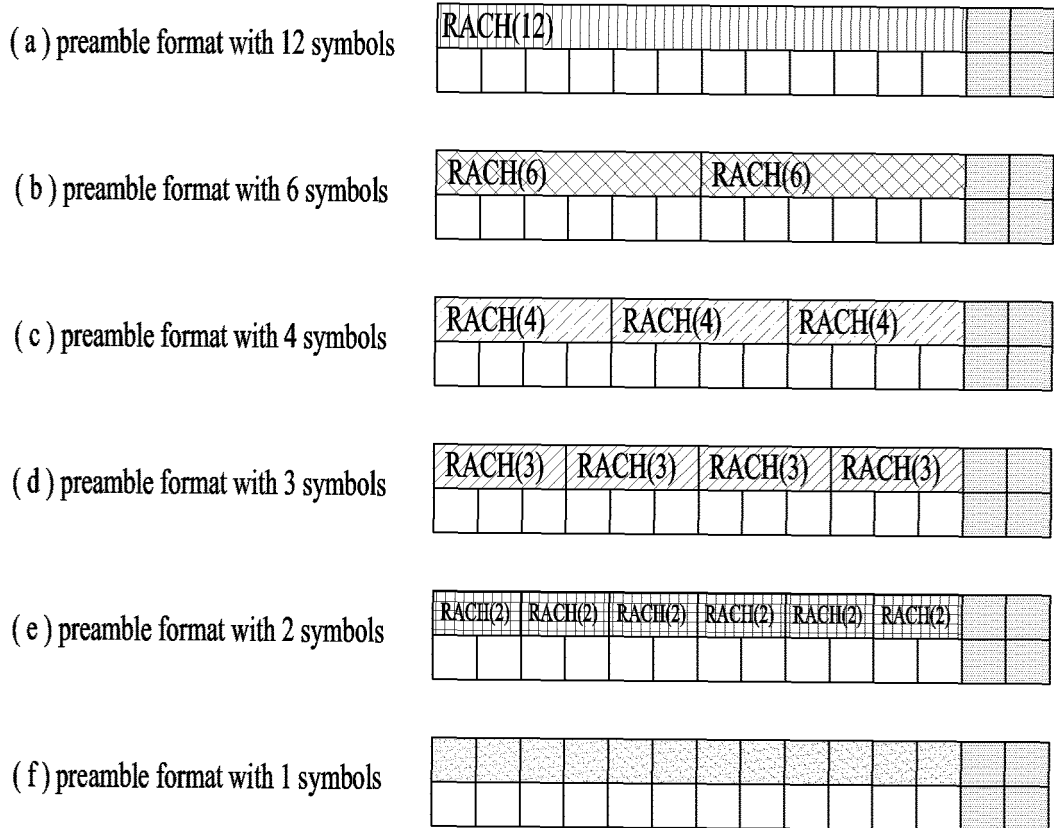 (a) preamble format with 12 symbols RACH(12)
(b) preamble format with 6 symbols RACH(6) RACH(6)
(c) preamble format with 4 symbols RACH(4) RACH(4) RACH(4)
(d) preamble format with 3 symbols RACH(3) RACH(3) RACH(3) RACH(3)
(e) preamble format with 2 symbols RACH(2) RACH(2) RACH(2) RACH(2) RACH(2) RACH(2)
(f) preamble format with 1 symbols